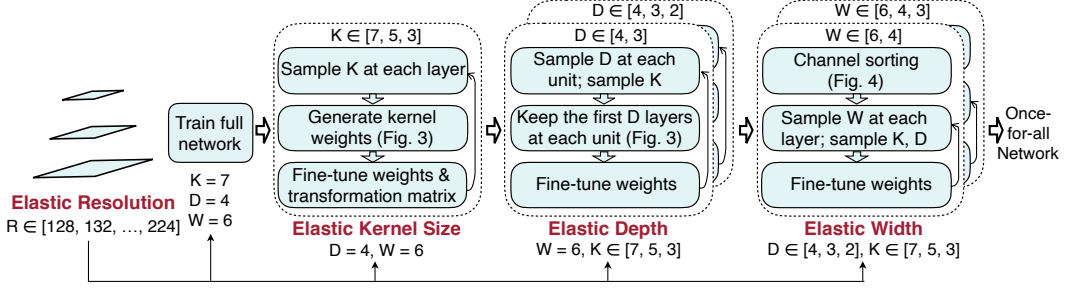 Elastic Resolution
R ∈ [128, 132, ..., 224]
Train full
network
K = 7
D = 4
W = 6
K ∈ [7, 5, 3]
Sample K at each layer
Generate kernel
weights (Fig. 3)
Fine-tune weights &
transformation matrix
Elastic Kernel Size
D = 4, W = 6
D ∈ [4, 3, 2]
D ∈ [4, 3]
Sample D at each
unit; sample K
Keep the first D layers
at each unit (Fig. 3)
Fine-tune weights
Elastic Depth
W = 6, K ∈ [7, 5, 3]
W ∈ [6, 4, 3]
W ∈ [6, 4]
Channel sorting
(Fig. 4)
Sample W at each
layer; sample K, D
Fine-tune weights
Elastic Width
D ∈ [4, 3, 2], K ∈ [7, 5, 3]
Once-
for-all
Network